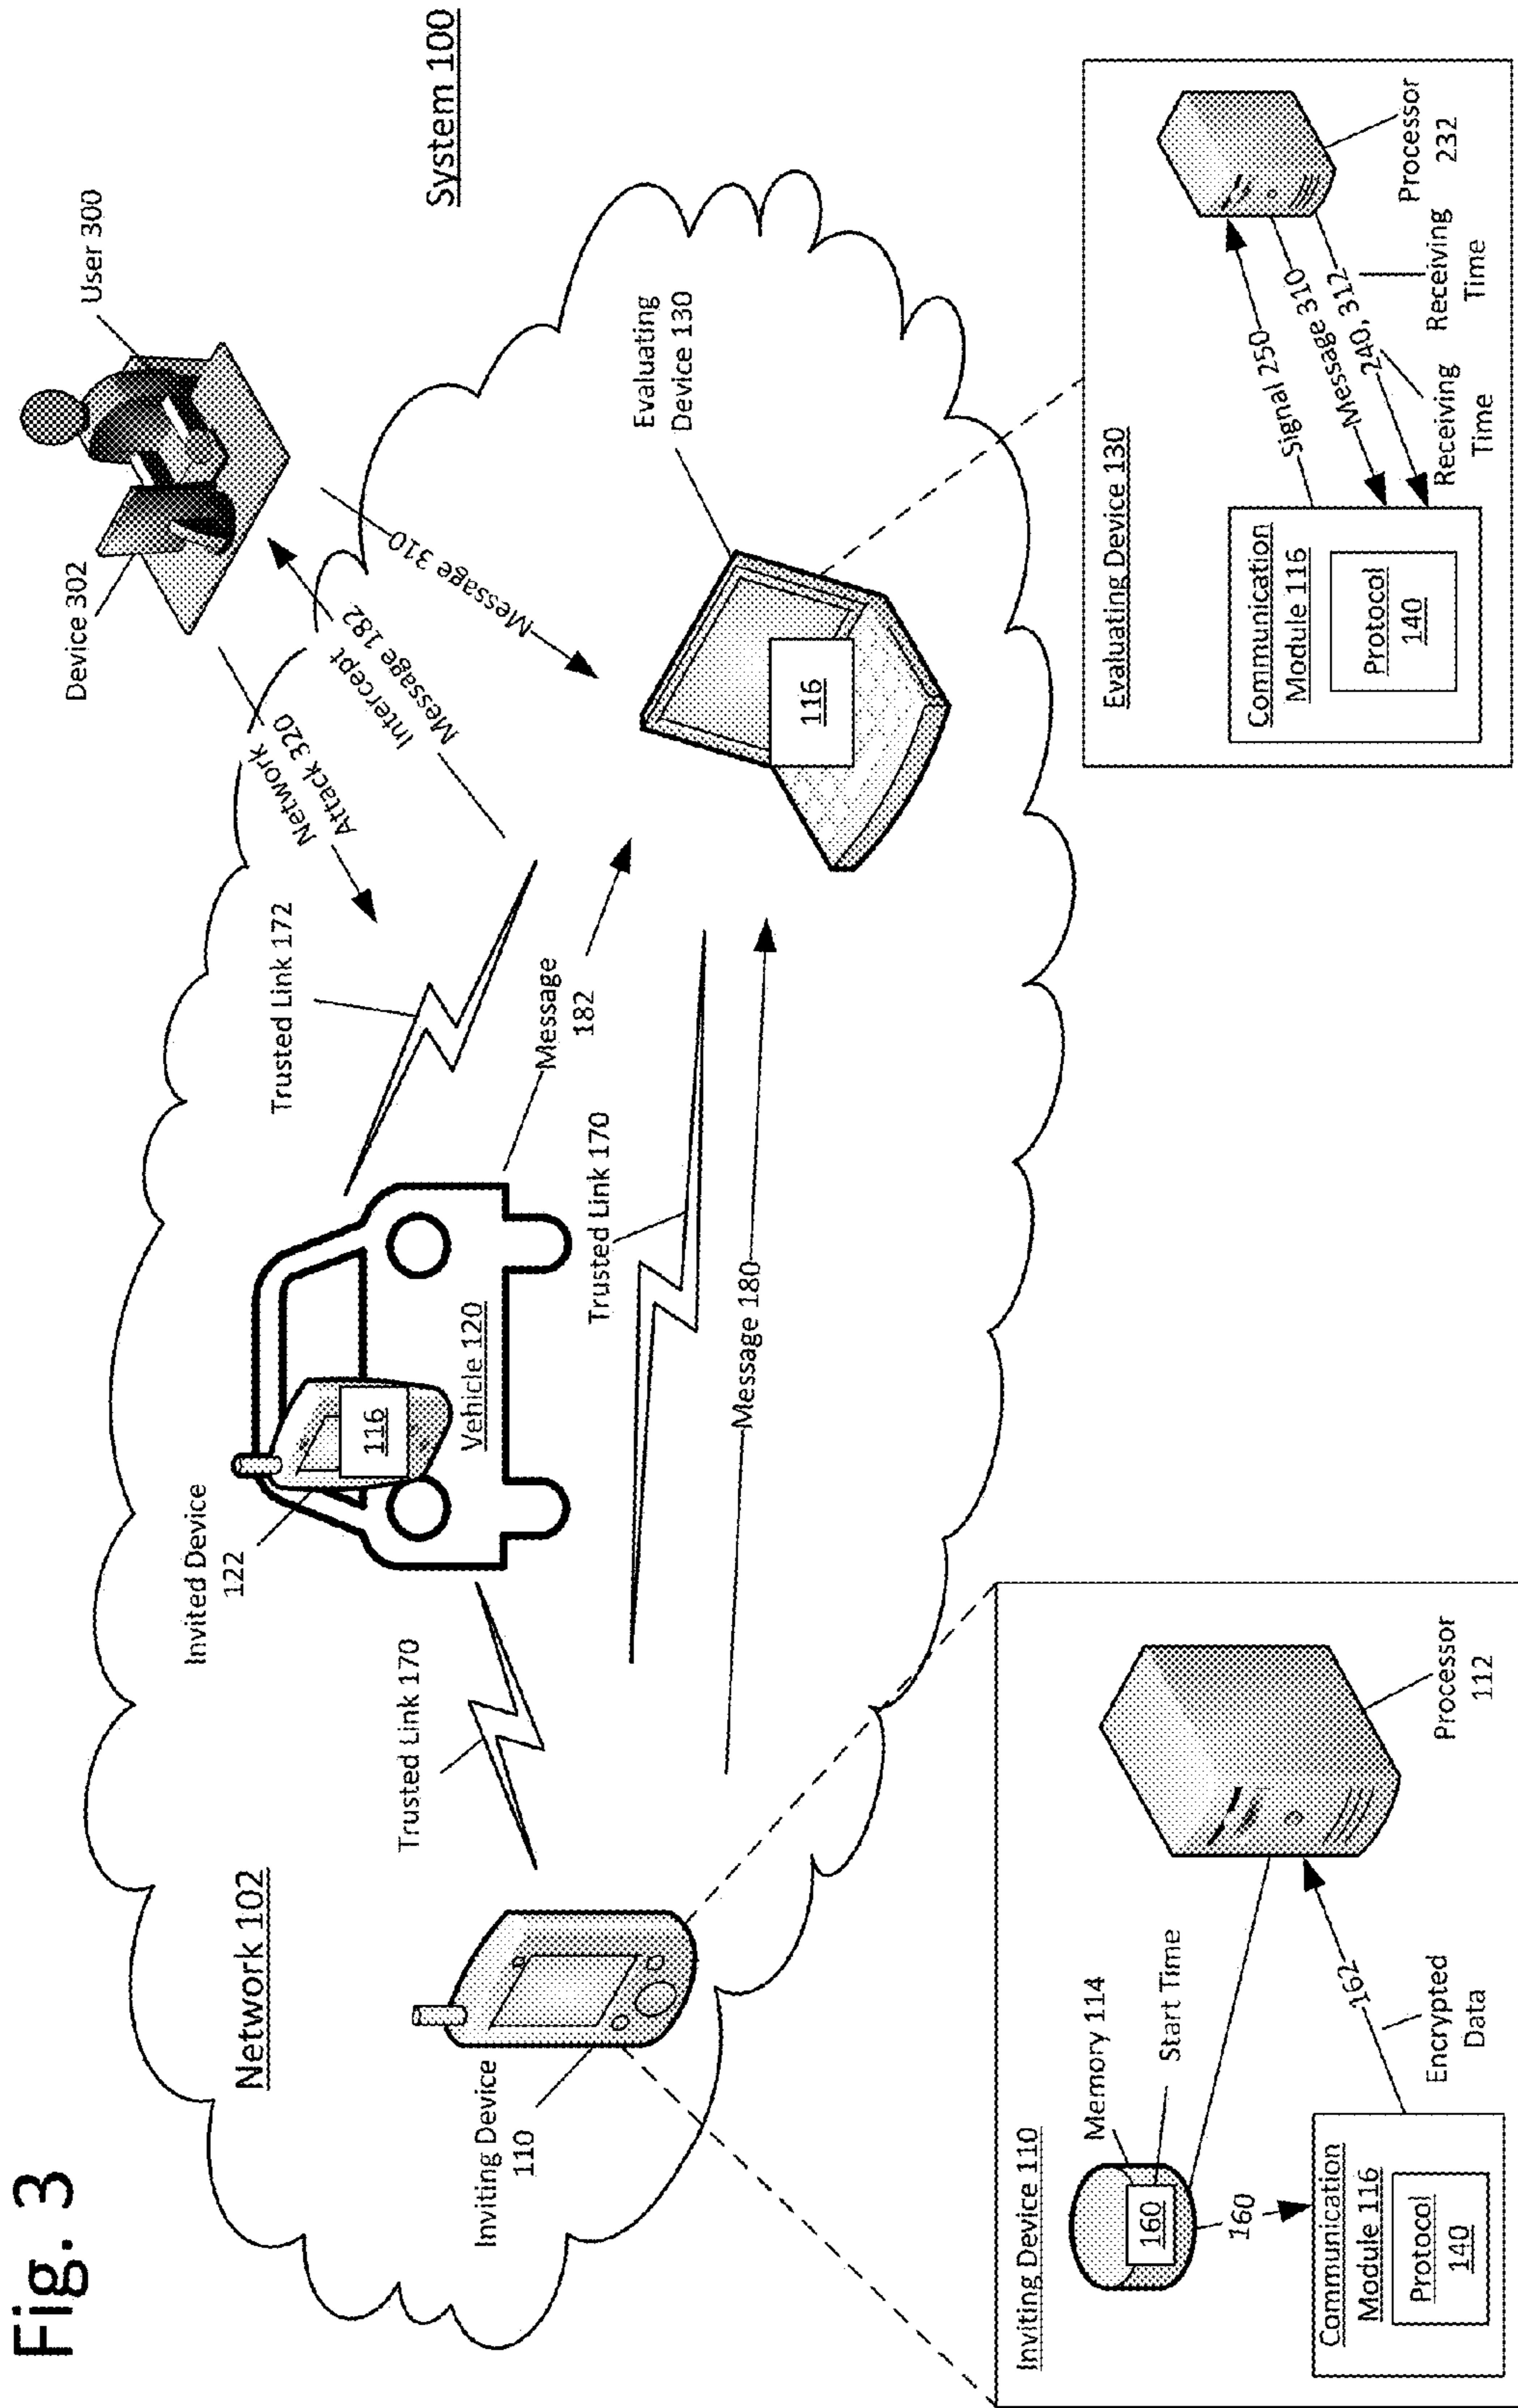 Fig. 3
System 100
Network 102
Device 302
User 300
Network
Attack 320
Intercept
Message 182
Message 310
Trusted Link 172
Invited Device
122
116
Vehicle 120
Message
182
Evaluating
Device 130
116
Trusted Link 170
Trusted Link 170
Message 180
Inviting Device
110
Inviting Device 110
Memory 114
160
Start Time
160
Communication
Module 116
Protocol
140
162
Encrypted
Data
Processor
112
Evaluating Device 130
Communication
Module 116
Protocol
140
Signal 250
Message 310
240, 312
Receiving
Time
Receiving
Time
Processor
232